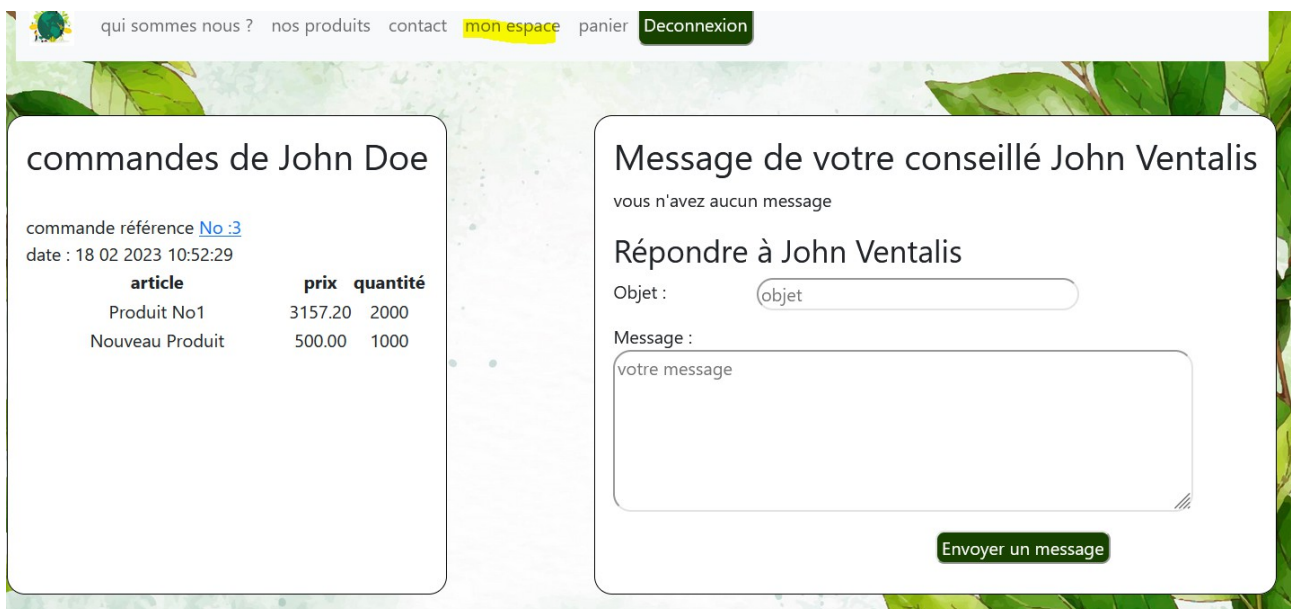 qui sommes nous ? nos produits contact mon espace panier Deconnexion
commandes de John Doe
commande référence No :3
date : 18 02 2023 10:52:29
article prix quantité
Produit No1 3157.20 2000
Nouveau Produit 500.00 1000
Message de votre conseillé John Ventalis
vous n'avez aucun message
Répondre à John Ventalis
Objet : objet
Message :
votre message
Envoyer un message